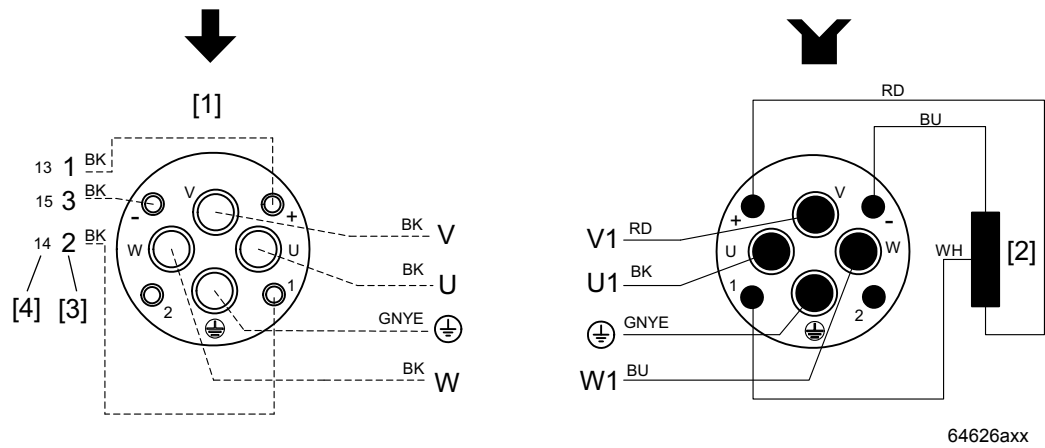 [1]
13 1 BK
15 3 BK
14 2 BK
[4] [3]
V
+
-
W
U
2
1
BK V
BK U
GNYE
BK W
RD
BU
V
+
-
U
W
1
2
WH
[2]
V1 RD
U1 BK
GNYE
W1 BU
64626axx